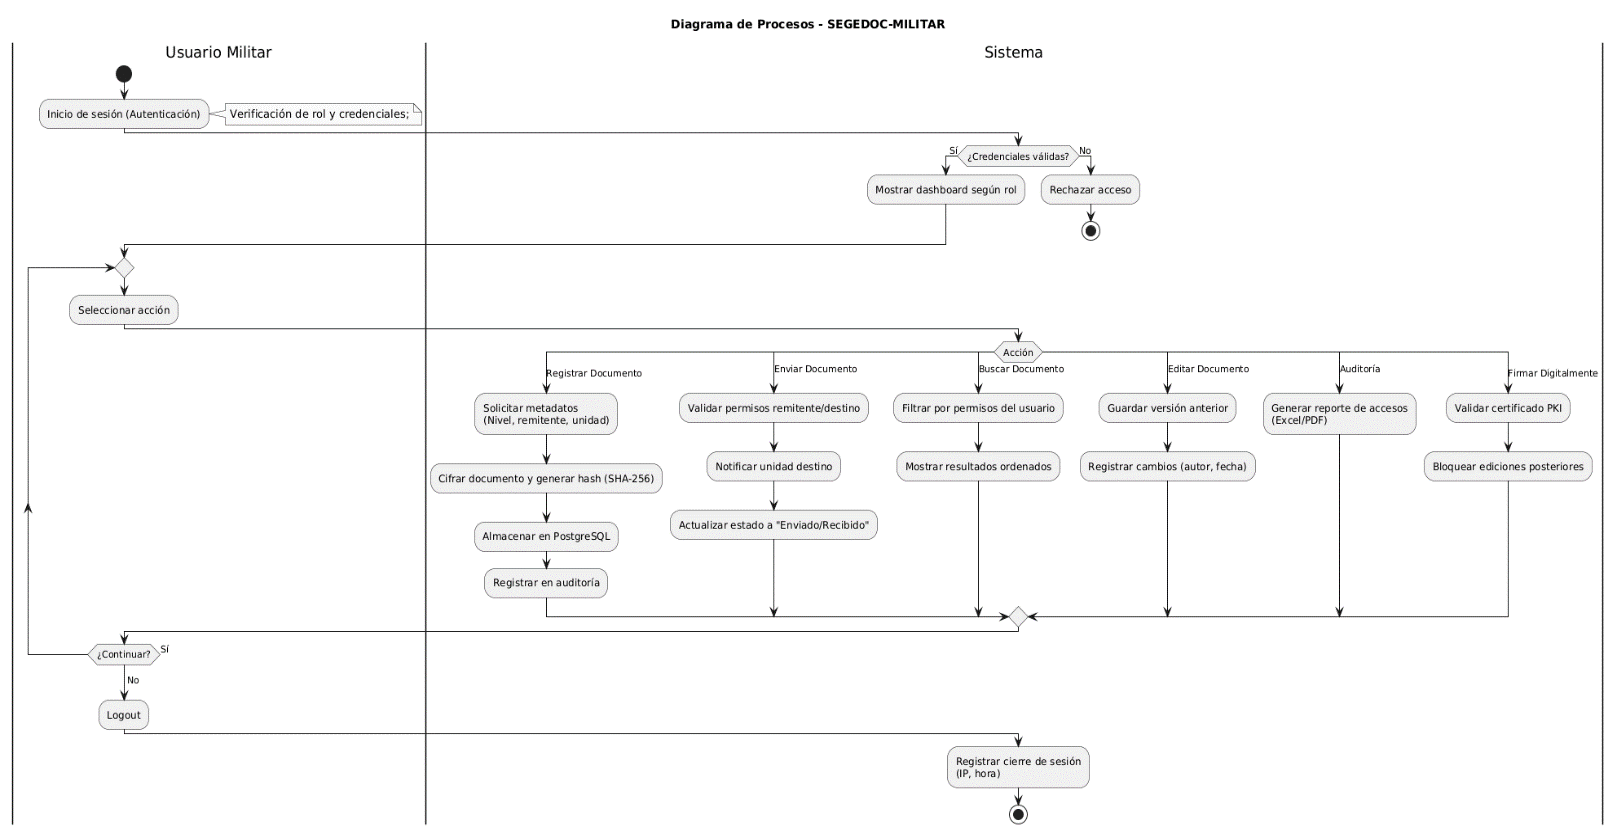 Diagrama de Procesos - SEGEDOC-MILITAR
Usuario Militar
Sistema
Inicio de sesión (Autenticación)
Verificación de rol y credenciales;
¿Credenciales válidas?
Sí
No
Mostrar dashboard según rol
Rechazar acceso
Seleccionar acción
Acción
Registrar Documento
Enviar Documento
Buscar Documento
Editar Documento
Auditoría
Firmar Digitalmente
Solicitar metadatos
(Nivel, remitente, unidad)
Validar permisos remitente/destino
Filtrar por permisos del usuario
Guardar versión anterior
Generar reporte de accesos
(Excel/PDF)
Validar certificado PKI
Cifrar documento y generar hash (SHA-256)
Notificar unidad destino
Mostrar resultados ordenados
Registrar cambios (autor, fecha)
Bloquear ediciones posteriores
Almacenar en PostgreSQL
Actualizar estado a "Enviado/Recibido"
Registrar en auditoría
¿Continuar?
Sí
No
Logout
Registrar cierre de sesión
(IP, hora)